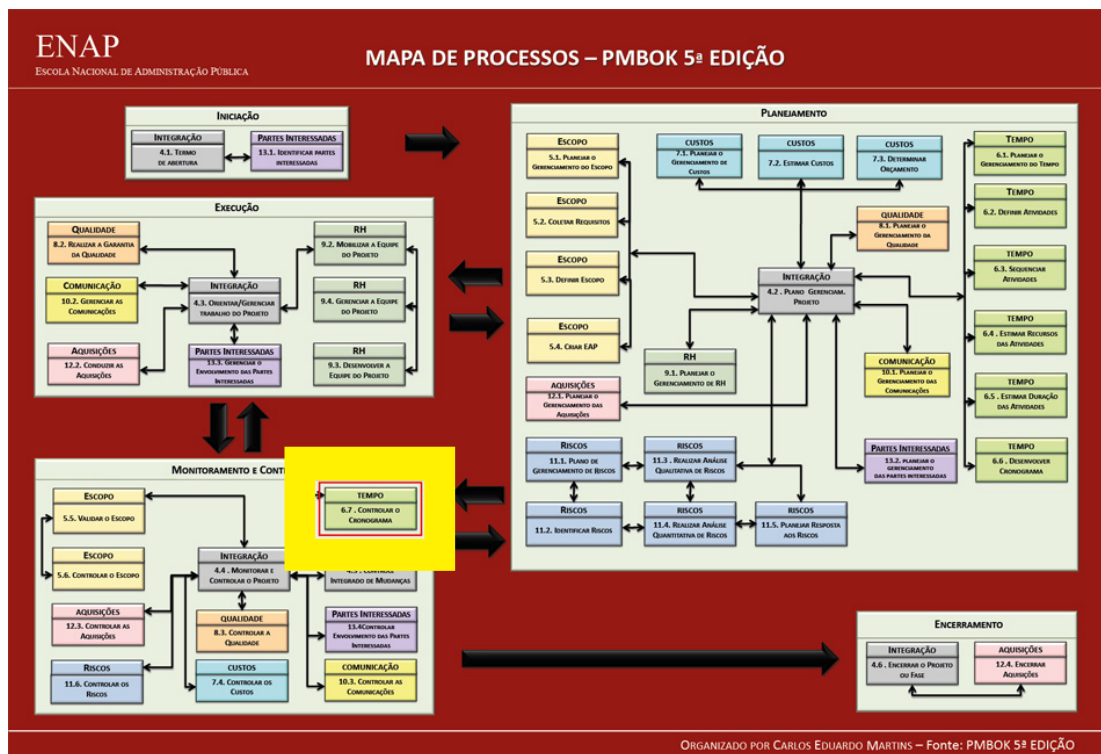 ENAP
ESCOLA NACIONAL DE ADMINISTRAÇÃO PÚBLICA
MAPA DE PROCESSOS – PMBOK 5ª EDIÇÃO
INICIAÇÃO
INTEGRAÇÃO
4.1. TERMO
DE ABERTURA
PARTES INTERESSADAS
13.1. IDENTIFICAR PARTES
INTERESSADAS
EXECUÇÃO
QUALIDADE
8.2. REALIZAR A GARANTIA
DA QUALIDADE
COMUNICAÇÃO
10.2. GERENCIAR AS
COMUNICAÇÕES
AQUISIÇÕES
12.2. CONDUZIR AS
AQUISIÇÕES
INTEGRAÇÃO
4.3. ORIENTAR/GERENCIAR
TRABALHO DO PROJETO
PARTES INTERESSADAS
13.3. GERENCIAR O
ENVOLVIMENTO DAS PARTES
INTERESSADAS
RH
9.2. MOBILIZAR A EQUIPE
DO PROJETO
RH
9.4. GERENCIAR A EQUIPE
DO PROJETO
RH
9.3. DESENVOLVER A
EQUIPE DO PROJETO
PLANEJAMENTO
ESCOPO
5.1. PLANEJAR O
GERENCIAMENTO DO ESCOPO
ESCOPO
5.2. COLETAR REQUISITOS
ESCOPO
5.3. DEFINIR ESCOPO
ESCOPO
5.4. CRIAR EAP
CUSTOS
7.1. PLANEJAR O
GERENCIAMENTO DE
CUSTOS
CUSTOS
7.2. ESTIMAR CUSTOS
CUSTOS
7.3. DETERMINAR
ORÇAMENTO
QUALIDADE
8.1. PLANEJAR O
GERENCIAMENTO DA
QUALIDADE
INTEGRAÇÃO
4.2 . PLANO GERENCIAM.
PROJETO
RH
9.1. PLANEJAR O
GERENCIAMENTO DE RH
AQUISIÇÕES
12.1. PLANEJAR O
GERENCIAMENTO DAS
AQUISIÇÕES
COMUNICAÇÃO
10.1. PLANEJAR O
GERENCIAMENTO DAS
COMUNICAÇÕES
TEMPO
6.1. PLANEJAR O
GERENCIAMENTO DO TEMPO
TEMPO
6.2. DEFINIR ATIVIDADES
TEMPO
6.3. SEQUENCIAR
ATIVIDADES
TEMPO
6.4 . ESTIMAR RECURSOS
DAS ATIVIDADES
TEMPO
6.5 . ESTIMAR DURAÇÃO
DAS ATIVIDADES
TEMPO
6.6 . DESENVOLVER
CRONOGRAMA
RISCOS
11.1. PLANO DE
GERENCIAMENTO DE RISCOS
RISCOS
11.3 . REALIZAR ANÁLISE
QUALITATIVA DE RISCOS
PARTES INTERESSADAS
13.2. PLANEJAR O
GERENCIAMENTO
DAS PARTES INTERESSADAS
RISCOS
11.2. IDENTIFICAR RISCOS
RISCOS
11.4. REALIZAR ANÁLISE
QUANTITATIVA DE RISCOS
RISCOS
11.5. PLANEJAR RESPOSTA
AOS RISCOS
MONITORAMENTO E
ESCOPO
5.5. VALIDAR O ESCOPO
ESCOPO
5.6. CONTROLAR O ESCOPO
AQUISIÇÕES
12.3. CONTROLAR AS
AQUISIÇÕES
RISCOS
11.6. CONTROLAR OS
RISCOS
TEMPO
6.7 . CONTROLAR O
CRONOGRAMA
INTEGRAÇÃO
4.4 . MONITORAR E
CONTROLAR O PROJETO
INTEGRADO DE MUDANÇAS
QUALIDADE
8.3. CONTROLAR A
QUALIDADE
CUSTOS
7.4. CONTROLAR OS
CUSTOS
PARTES INTERESSADAS
13.4CONTROLAR
ENVOLVIMENTO DAS PARTES
INTERESSADAS
COMUNICAÇÃO
10.3. CONTROLAR AS
COMUNICAÇÕES
ENCERRAMENTO
INTEGRAÇÃO
4.6 . ENCERRAR O PROJETO
OU FASE
AQUISIÇÕES
12.4. ENCERRAR
AQUISIÇÕES
ORGANIZADO POR CARLOS EDUARDO MARTINS – Fonte: PMBOK 5ª EDIÇÃO